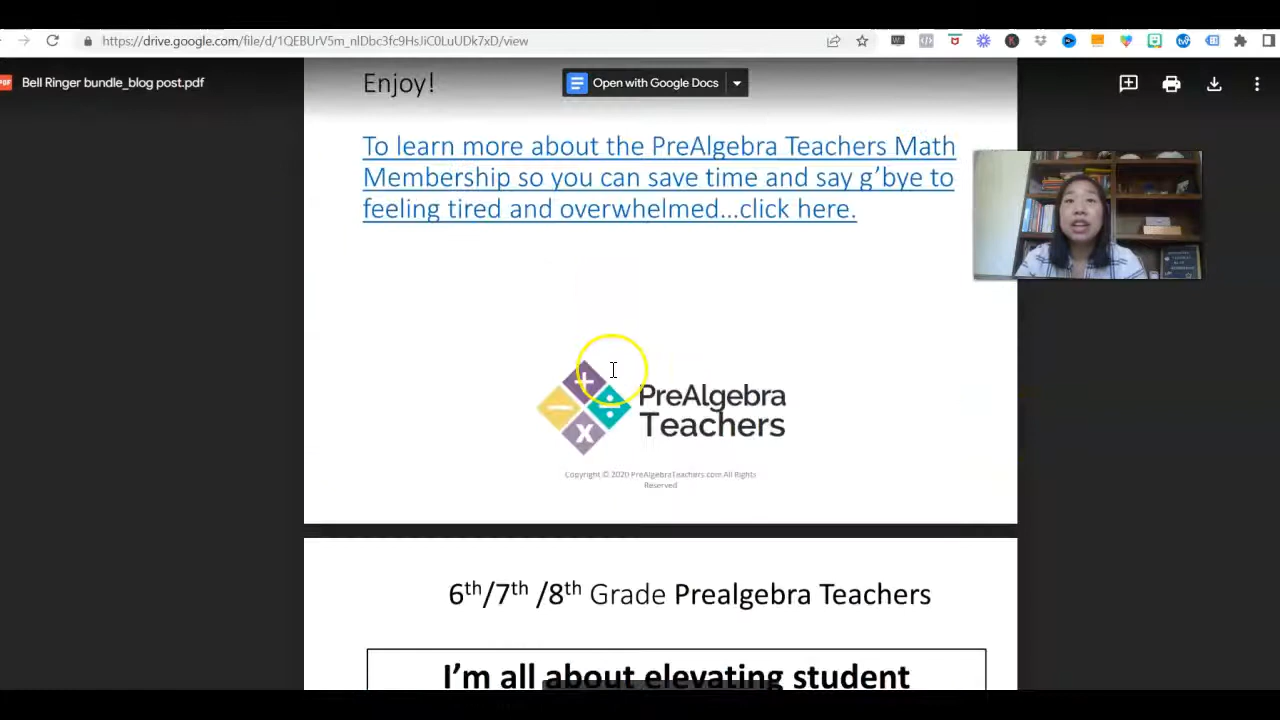 https://drive.google.com/file/d/1QEBUrV5m_nlDbc3fc9HsJiC0LuUDk7xD/view
Bell Ringer bundle_blog post.pdf
Open with Google Docs
Enjoy!
To learn more about the PreAlgebra Teachers Math
Membership so you can save time and say g’bye to
feeling tired and overwhelmed...click here.
PreAlgebra
Teachers
Copyright © 2020 PreAlgebraTeachers.com All Rights
Reserved
6th/7th /8th Grade Prealgebra Teachers
I’m all about elevating student